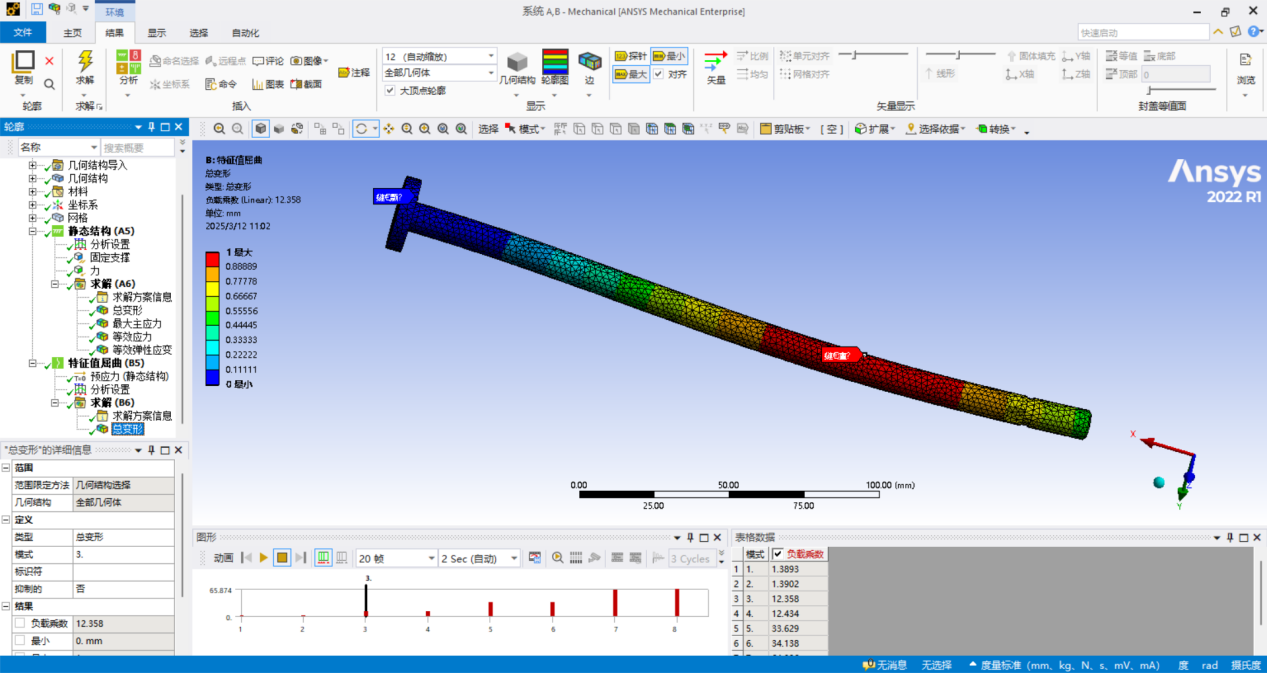 环境
系统 A,B - Mechanical [ANSYS Mechanical Enterprise]
文件
主页
结果
显示
选择
自动化
快速启动
复制
求解
分析
命名选择
远程点
评论
图像
注释
坐标系
命令
图表
截面
轮廓
求解
插入
12 (自动缩放)
全部几何体
大顶点轮廓
几何结构
轮廓图
边
探针
最小
最大
对齐
显示
矢量
比例
均匀
单元对齐
网格对齐
线形
固体填充
Y轴
X轴
Z轴
矢量显示
等值
底部
顶部
0
封盖等值面
浏览
轮廓
选择
模式
剪贴板
[空]
扩展
选择依据
转换
名称
搜索概要
几何结构导入
几何结构
材料
坐标系
网格
静态结构 (A5)
分析设置
固定支撑
力
求解 (A6)
求解方案信息
总变形
最大主应力
等效应力
等效弹性应变
特征值屈曲 (B5)
预应力 (静态结构)
分析设置
求解 (B6)
求解方案信息
总变形
B: 特征值屈曲
总变形
类型: 总变形
负载乘数 (Linear): 12.358
单位: mm
2025/3/12 11:02
1 最大
0.88889
0.77778
0.66667
0.55556
0.44445
0.33333
0.22222
0.11111
0 最小
Ansys
2022 R1
0.00
50.00
100.00 (mm)
25.00
75.00
X
Y
Z
"总变形"的详细信息
范围
范围限定方法 几何结构选择
几何结构 全部几何体
定义
类型 总变形
模式 3.
标识符
抑制的 否
结果
负载乘数 12.358
最小 0. mm
图形
动画
20 帧
2 Sec (自动)
3 Cycles
3.
65.874
0.
1 2 3 4 5 6 7 8
表格数据
模式 负载乘数
1 1. 1.3893
2 2. 1.3902
3 3. 12.358
4 4. 12.434
5 5. 33.629
6 6. 34.138
无消息
无选择
度量标准 (mm、kg、N、s、mV、mA)
度
rad
摄氏度